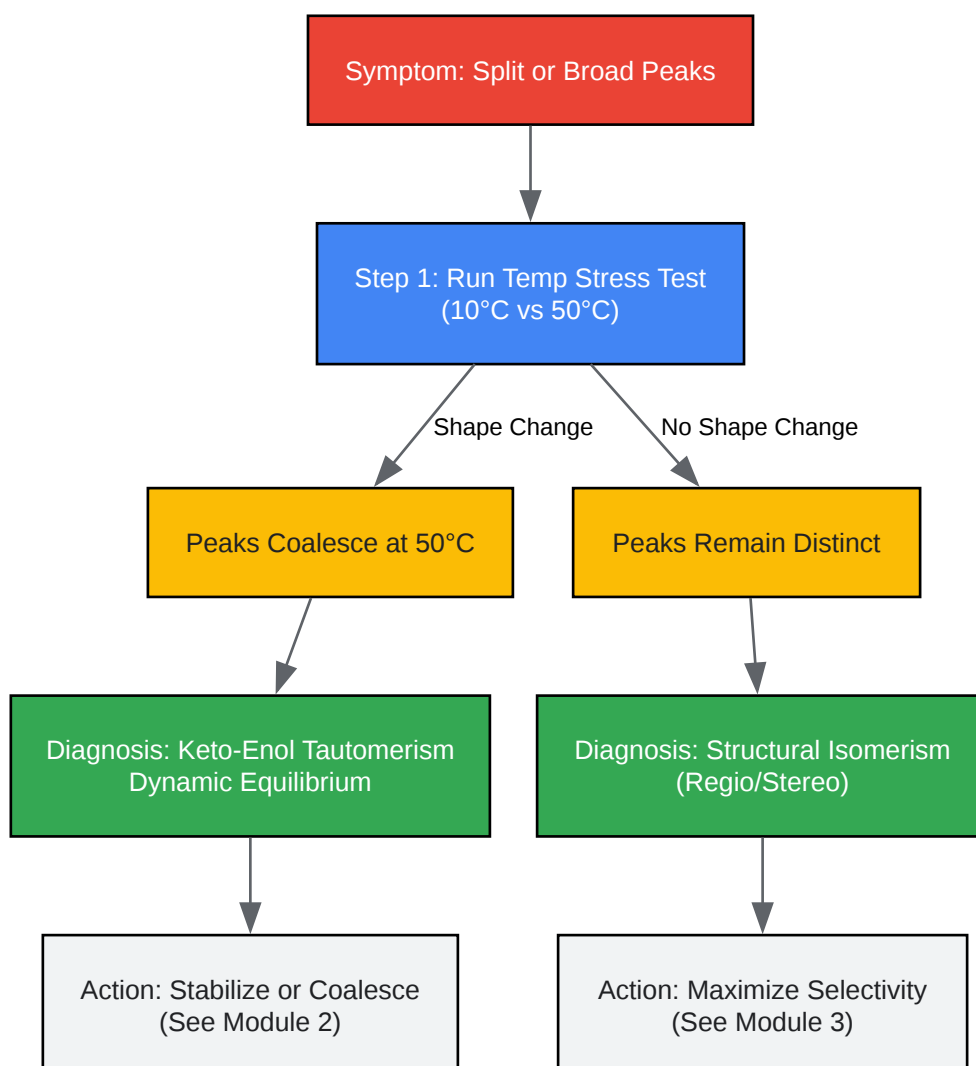 Symptom: Split or Broad Peaks
Step 1: Run Temp Stress Test
(10°C vs 50°C)
Shape Change
No Shape Change
Peaks Coalesce at 50°C
Peaks Remain Distinct
Diagnosis: Keto-Enol Tautomerism
Dynamic Equilibrium
Diagnosis: Structural Isomerism
(Regio/Stereo)
Action: Stabilize or Coalesce
(See Module 2)
Action: Maximize Selectivity
(See Module 3)